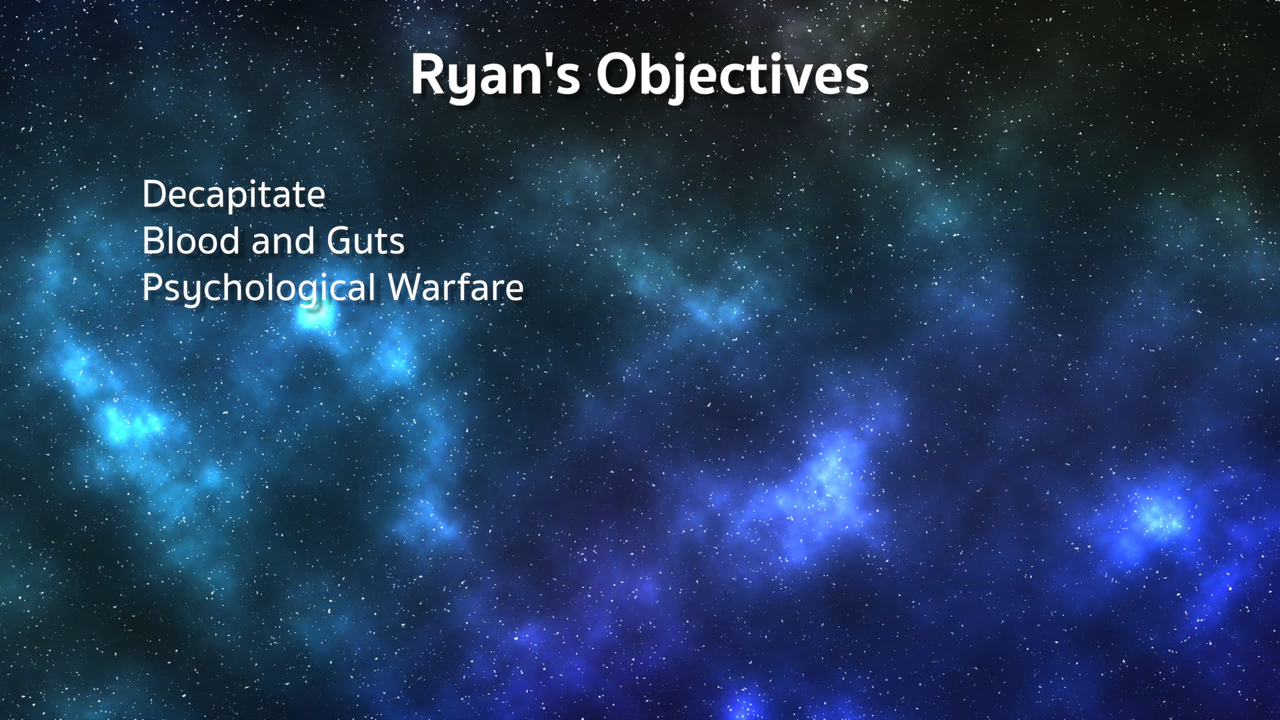 Ryan's Objectives
Decapitate
Blood and Guts
Psychological Warfare